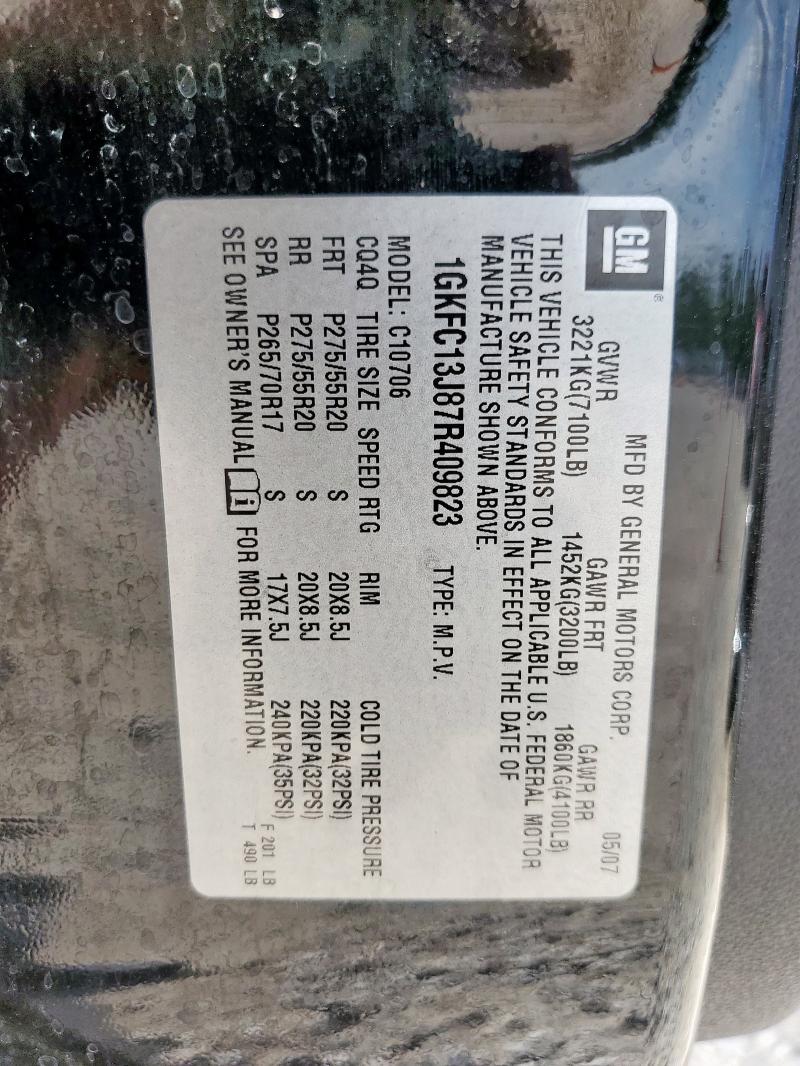 GM®
MFD BY GENERAL MOTORS CORP. 05/07
GVWR GAWR FRT GAWR RR
3221KG(7100LB) 1452KG(3200LB) 1860KG(4100LB)
THIS VEHICLE CONFORMS TO ALL APPLICABLE U.S. FEDERAL MOTOR
VEHICLE SAFETY STANDARDS IN EFFECT ON THE DATE OF
MANUFACTURE SHOWN ABOVE.
1GKFC13J87R409823 TYPE: M.P.V.
MODEL: C10706
CQ4Q TIRE SIZE SPEED RTG RIM COLD TIRE PRESSURE
FRT P275/55R20 S 20X8.5J 220KPA(32PSI)
RR P275/55R20 S 20X8.5J 220KPA(32PSI)
SPA P265/70R17 S 17X7.5J 240KPA(35PSI) F 201 LB
SEE OWNER'S MANUAL i FOR MORE INFORMATION. T 490 LB